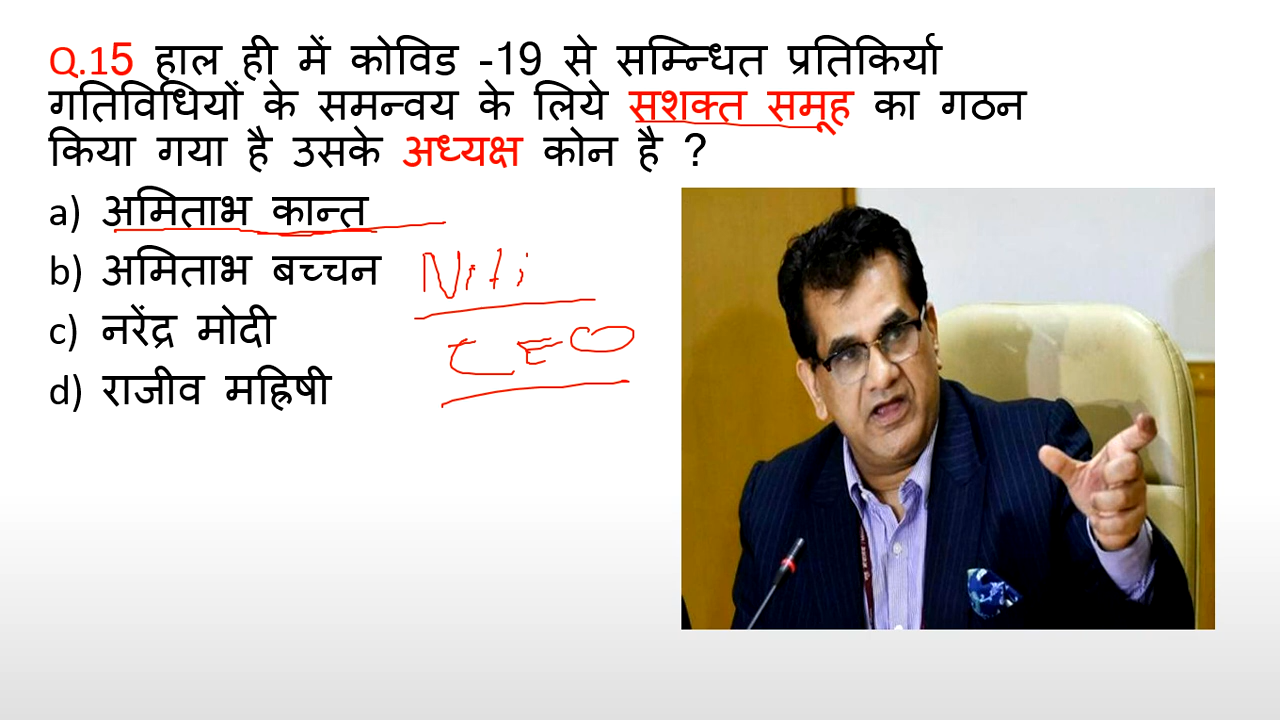 Q.15 हाल ही में कोविड -19 से सम्न्धित प्रतिकिर्या
गतिविधियों के समन्वय के लिये सशक्त समूह का गठन
किया गया है उसके अध्यक्ष कोन है ?
a) अमिताभ कान्त
b) अमिताभ बच्चन
Niti
c) नरेंद्र मोदी
CEO
d) राजीव मह्रिषी